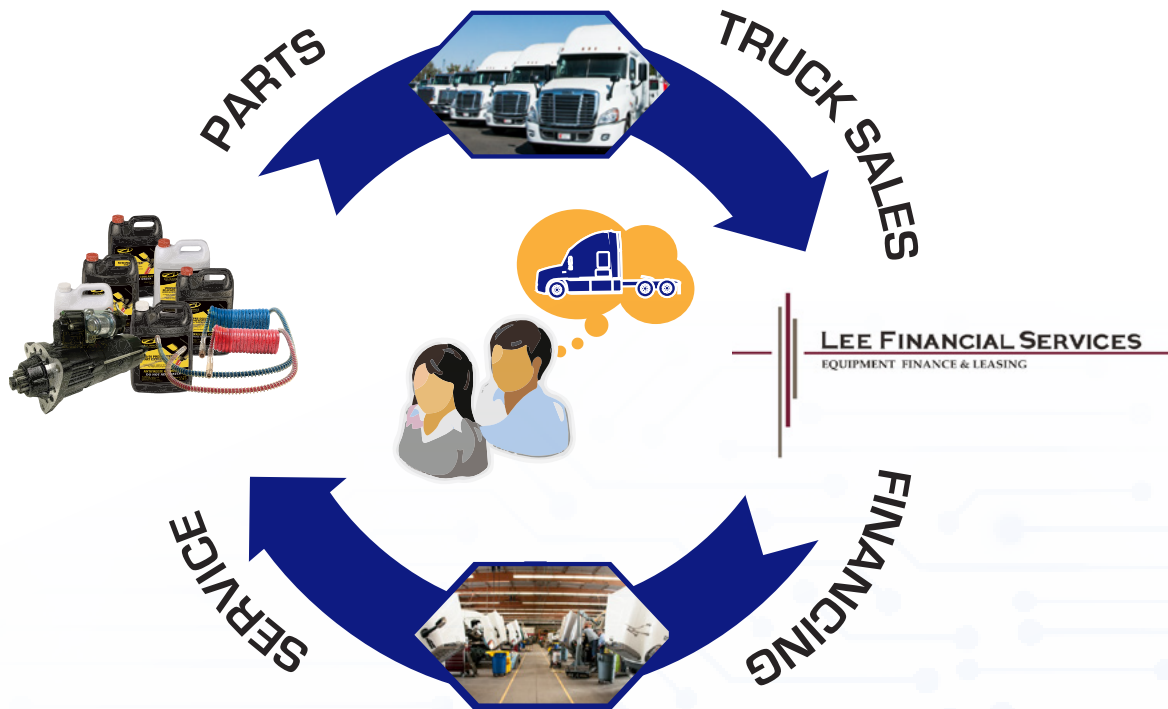 PARTS
TRUCK SALES
LEE FINANCIAL SERVICES
EQUIPMENT FINANCE & LEASING
FINANCING
SERVICE